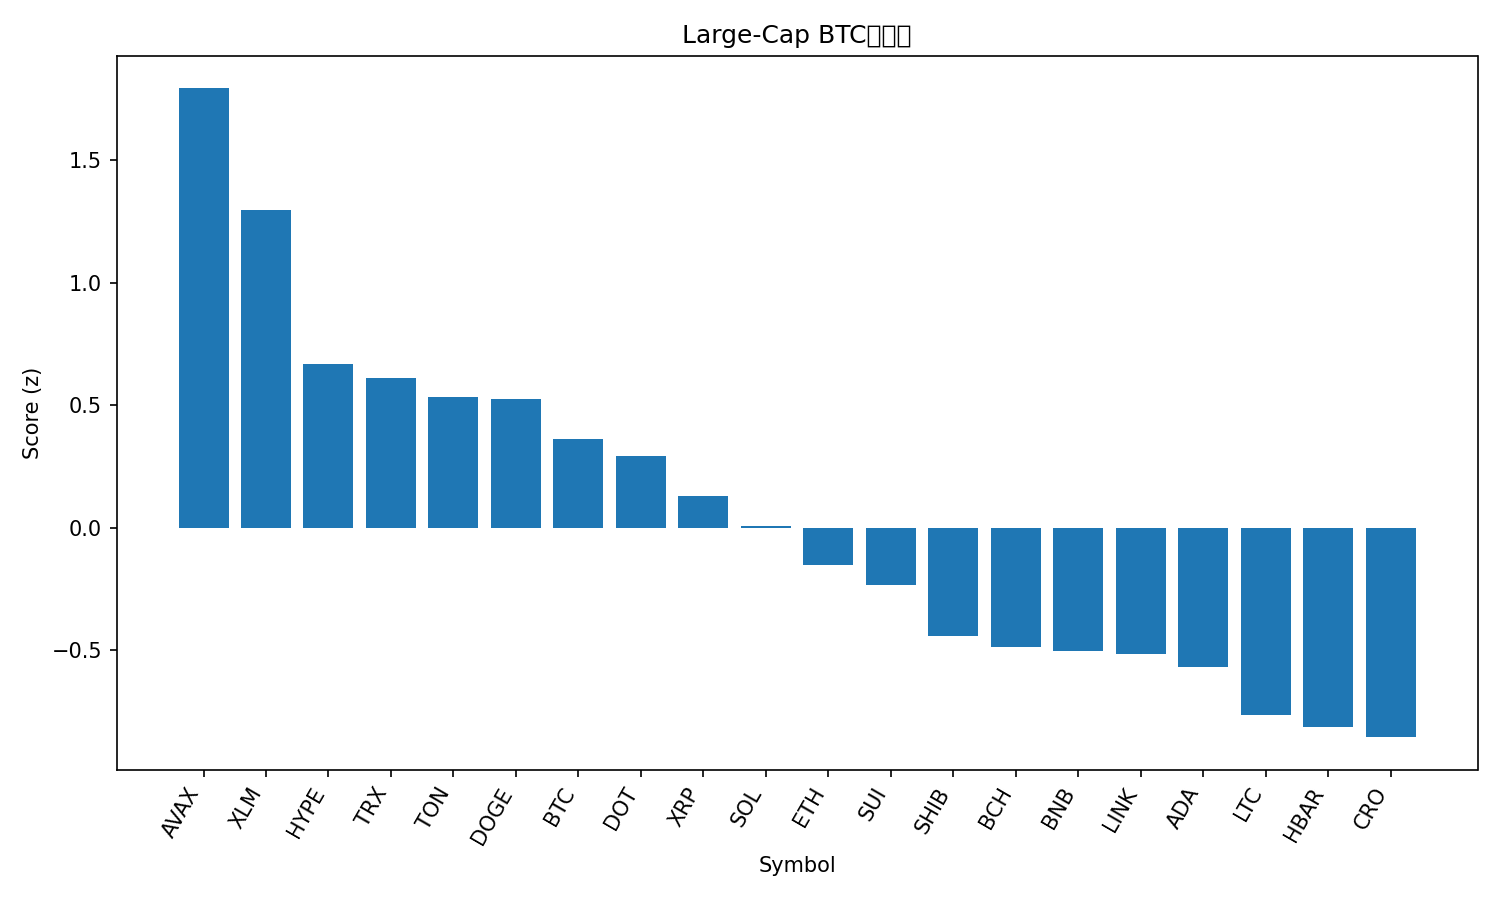 Large-Cap BTC
1.5
1.0
0.5
0.0
−0.5
Score (z)
AVAX
XLM
HYPE
TRX
TON
DOGE
BTC
DOT
XRP
SOL
ETH
SUI
SHIB
BCH
BNB
LINK
ADA
LTC
HBAR
CRO
Symbol